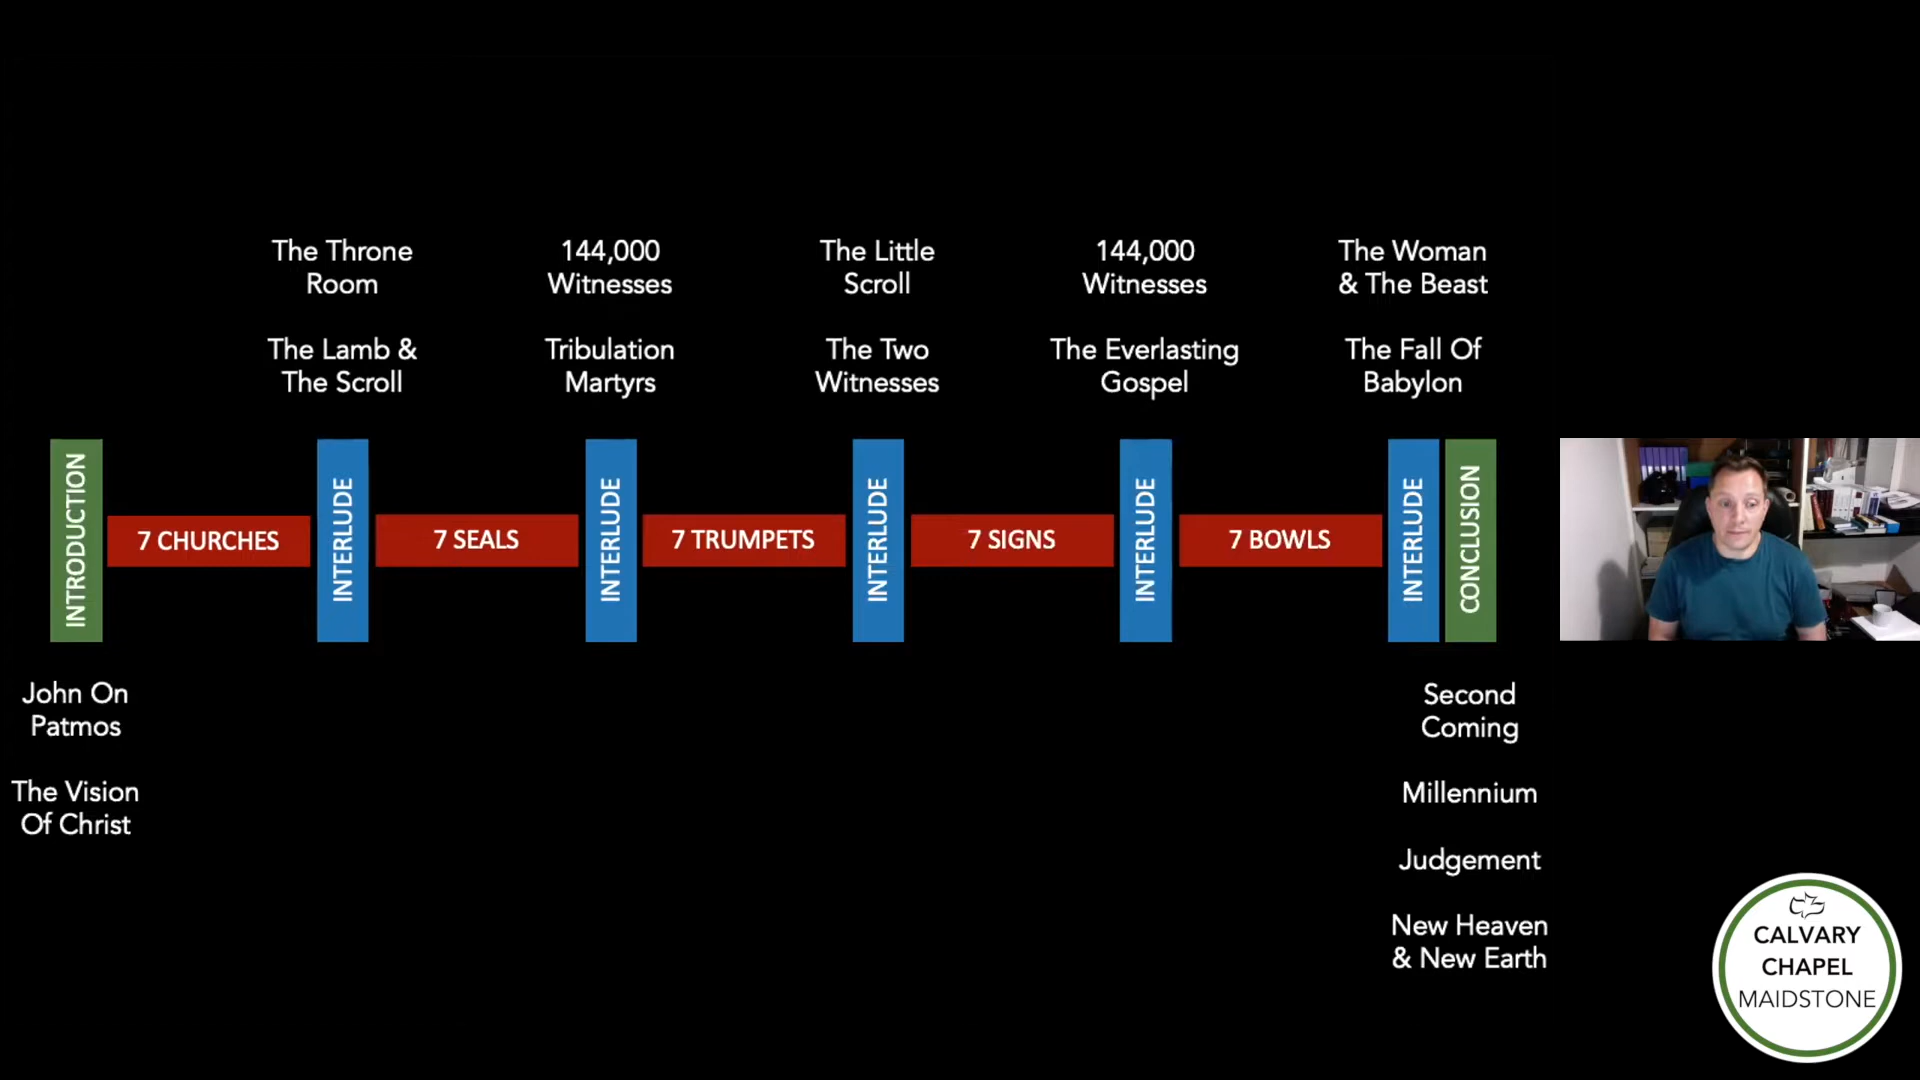 The Throne
Room
The Lamb &
The Scroll
144,000
Witnesses
Tribulation
Martyrs
The Little
Scroll
The Two
Witnesses
144,000
Witnesses
The Everlasting
Gospel
The Woman
& The Beast
The Fall Of
Babylon
INTRODUCTION
7 CHURCHES
INTERLUDE
7 SEALS
INTERLUDE
7 TRUMPETS
INTERLUDE
7 SIGNS
INTERLUDE
7 BOWLS
INTERLUDE
CONCLUSION
John On
Patmos
The Vision
Of Christ
Second
Coming
Millennium
Judgement
New Heaven
& New Earth
CALVARY
CHAPEL
MAIDSTONE